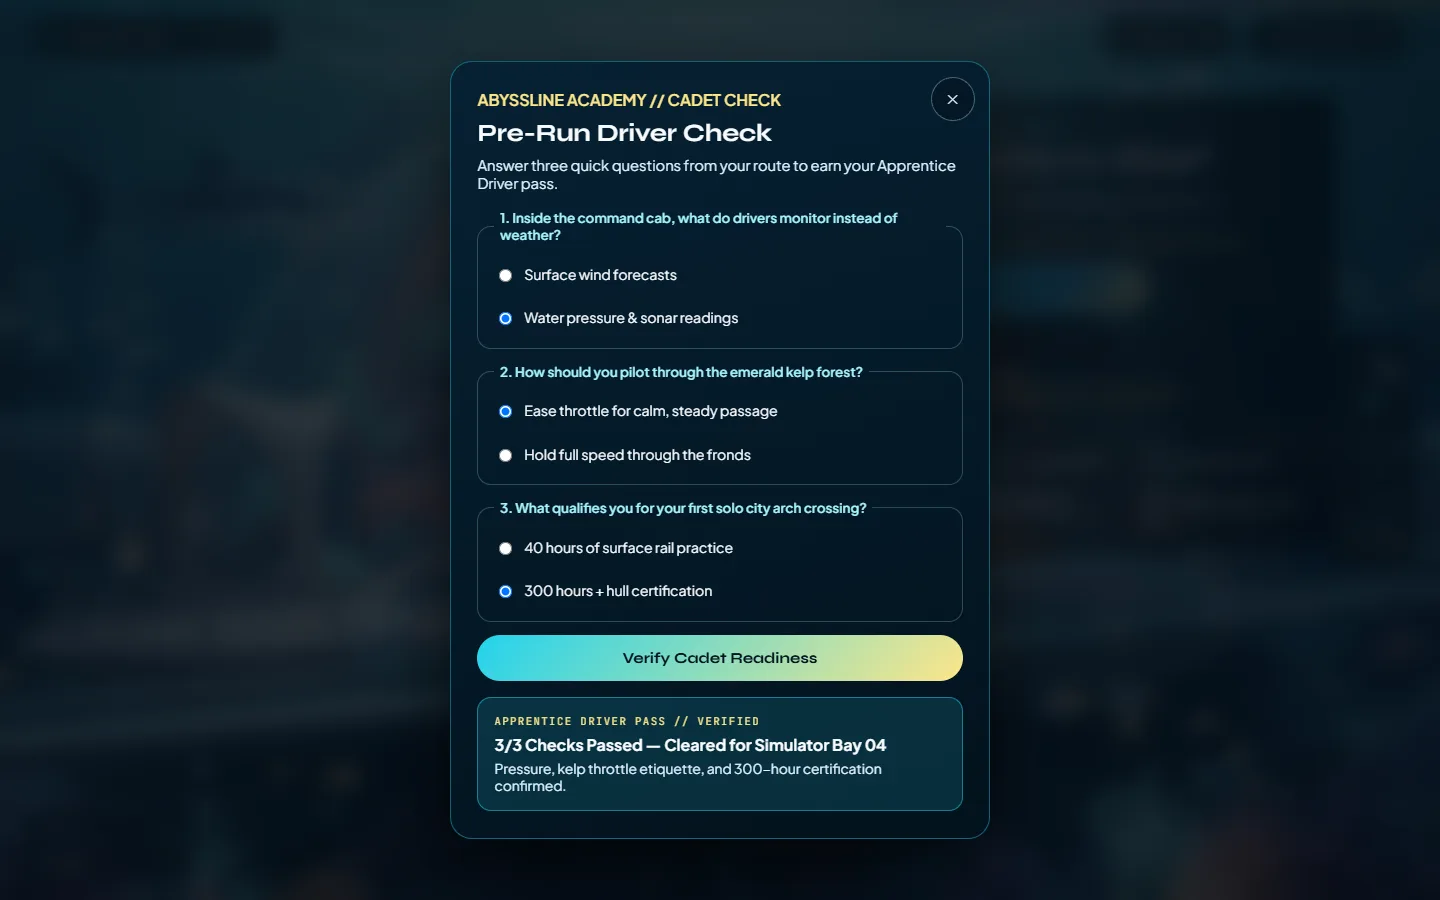 ABYSSLINE ACADEMY // CADET CHECK
Pre-Run Driver Check
Answer three quick questions from your route to earn your Apprentice
Driver pass.
1. Inside the command cab, what do drivers monitor instead of
weather?
Surface wind forecasts
Water pressure & sonar readings
2. How should you pilot through the emerald kelp forest?
Ease throttle for calm, steady passage
Hold full speed through the fronds
3. What qualifies you for your first solo city arch crossing?
40 hours of surface rail practice
300 hours + hull certification
Verify Cadet Readiness
APPRENTICE DRIVER PASS // VERIFIED
3/3 Checks Passed — Cleared for Simulator Bay 04
Pressure, kelp throttle etiquette, and 300-hour certification
confirmed.